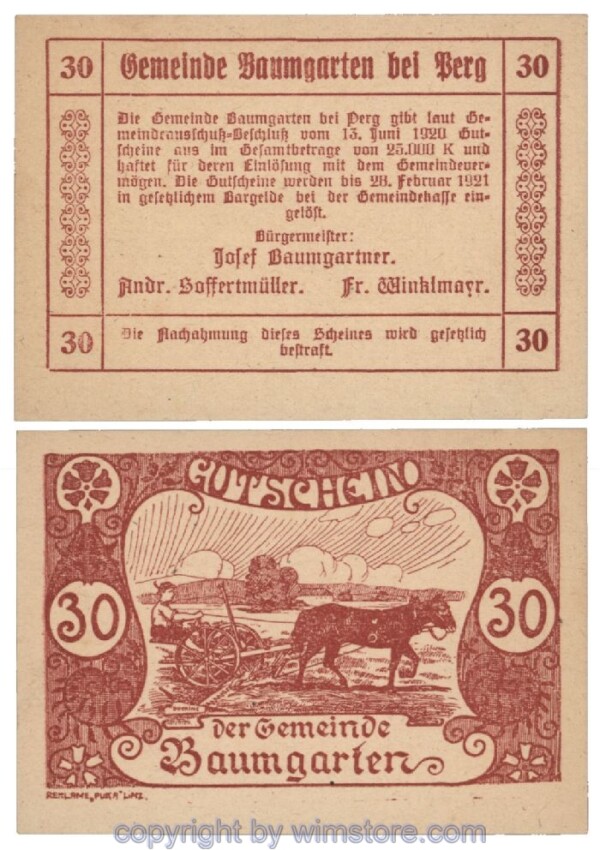 30 Gemeinde Baumgarten bei Perg 30
Die Gemeinde Baumgarten bei Perg gibt laut Ge-
meindeausschuß-Beschluß vom 13. Juni 1920 Gut-
scheine aus im Gesamtbetrage von 25.000 K und
haftet für deren Einlösung mit dem Gemeindever-
mögen. Die Gutscheine werden bis 28. Februar 1921
in gesetzlichem Bargelde bei der Gemeindekasse ein-
gelöst.
Bürgermeister:
Josef Baumgartner.
Andr. Soffertmüller. Fr. Winklmayr.
30 Die Nachahmung dieses Scheines wird gesetzlich 30
bestraft.
GUTSCHEIN
30 30
der Gemeinde
Baumgarten
REKLAME „PUKA" LINZ.
copyright by wimstore.com